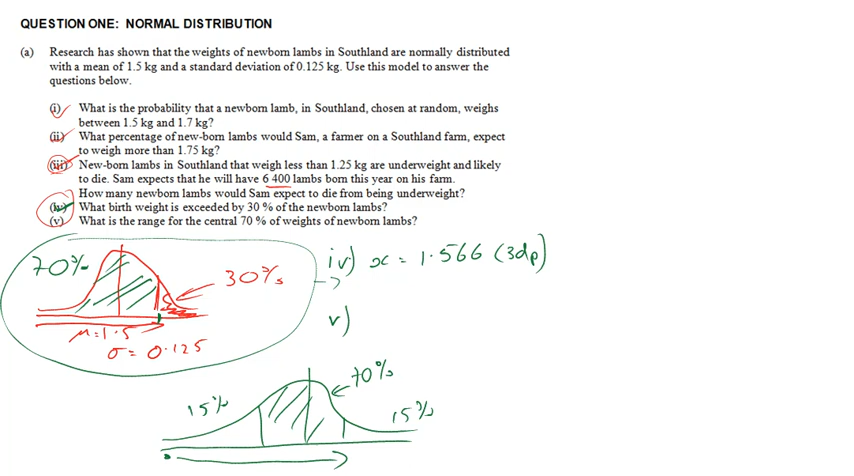 QUESTION ONE: NORMAL DISTRIBUTION
(a) Research has shown that the weights of newborn lambs in Southland are normally distributed
with a mean of 1.5 kg and a standard deviation of 0.125 kg. Use this model to answer the
questions below.
(i) What is the probability that a newborn lamb, in Southland, chosen at random, weighs
between 1.5 kg and 1.7 kg?
(ii) What percentage of new-born lambs would Sam, a farmer on a Southland farm, expect
to weigh more than 1.75 kg?
(iii) New-born lambs in Southland that weigh less than 1.25 kg are underweight and likely
to die. Sam expects that he will have 6 400 lambs born this year on his farm.
How many newborn lambs would Sam expect to die from being underweight?
(iv) What birth weight is exceeded by 30 % of the newborn lambs?
(v) What is the range for the central 70 % of weights of newborn lambs?
70%
30%
μ=1.5
σ=0.125
iv) x = 1.566 (3dp)
v)
70%
15%
15%